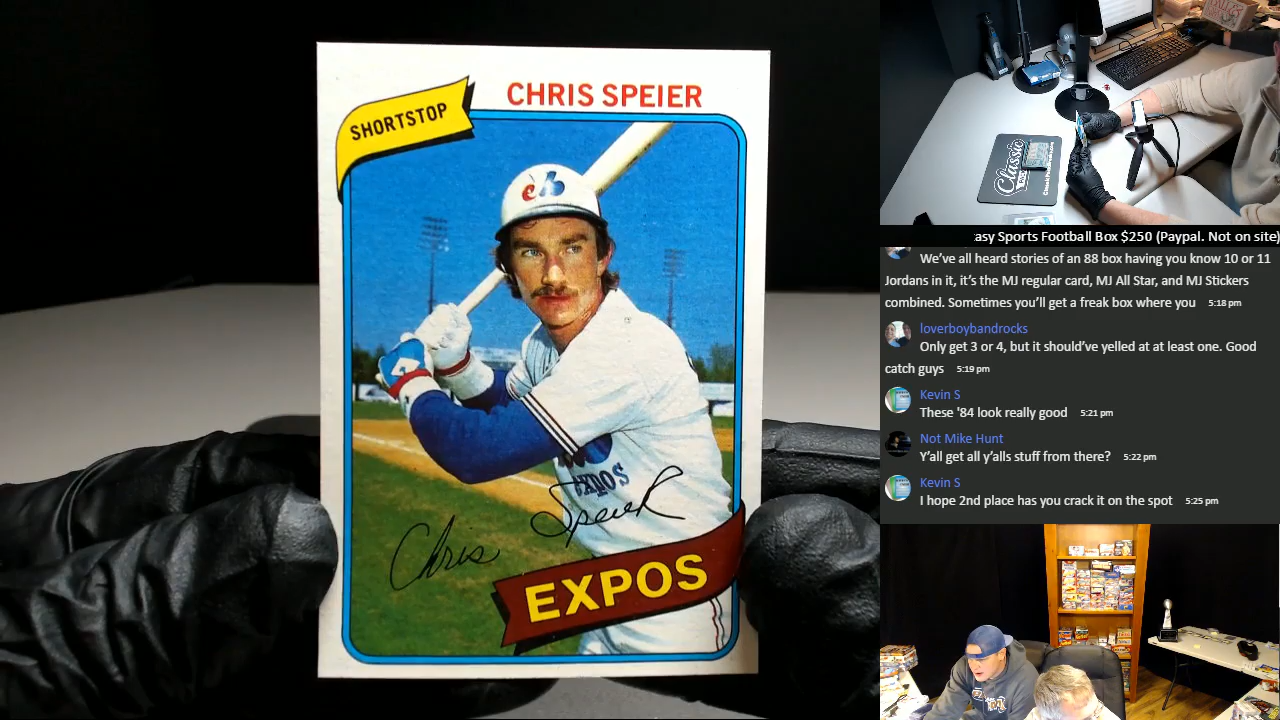 CHRIS SPEIER
SHORTSTOP
eb
EXPOS
Chris Speier
EXPOS
Classic
asy Sports Football Box $250 (Paypal. Not on site)
We've all heard stories of an 88 box having you know 10 or 11
Jordans in it, it's the MJ regular card, MJ All Star, and MJ Stickers
combined. Sometimes you'll get a freak box where you 5:18 pm
loverboybandrocks
Only get 3 or 4, but it should've yelled at at least one. Good
catch guys 5:19 pm
Kevin S
These '84 look really good 5:21 pm
Not Mike Hunt
Y'all get all y'alls stuff from there? 5:22 pm
Kevin S
I hope 2nd place has you crack it on the spot 5:25 pm